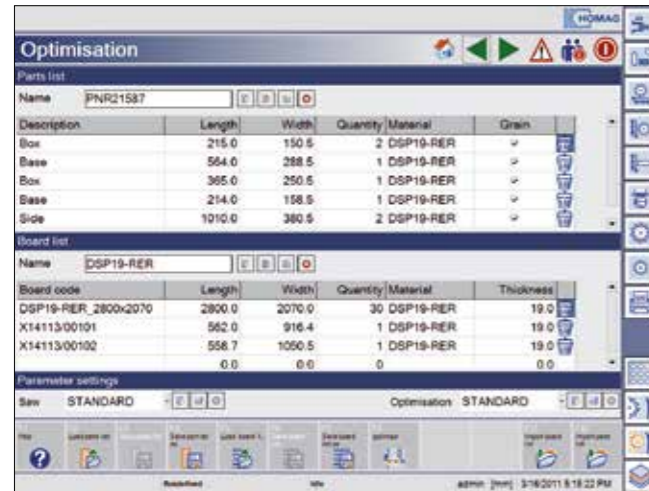 HOMAG
Optimisation
Parts list
Name PNR21587
Description Length Width Quantity Material Grain
Box 215.0 150.5 2 DSP19-RER
Base 564.0 288.5 1 DSP19-RER
Box 365.0 250.5 1 DSP19-RER
Base 214.0 158.5 1 DSP19-RER
Side 1010.0 380.5 2 DSP19-RER
Board list
Name DSP19-RER
Board code Length Width Quantity Material Thickness
DSP19-RER_2800x2070 2800.0 2070.0 30 DSP19-RER 19.0
X14113/00101 562.0 916.4 1 DSP19-RER 19.0
X14113/00102 558.7 1050.5 1 DSP19-RER 19.0
0.0 0.0 0 0.0
Parameter settings
Saw STANDARD Optimisation STANDARD
admin [mm] 3/16/2011 5:15:22 PM